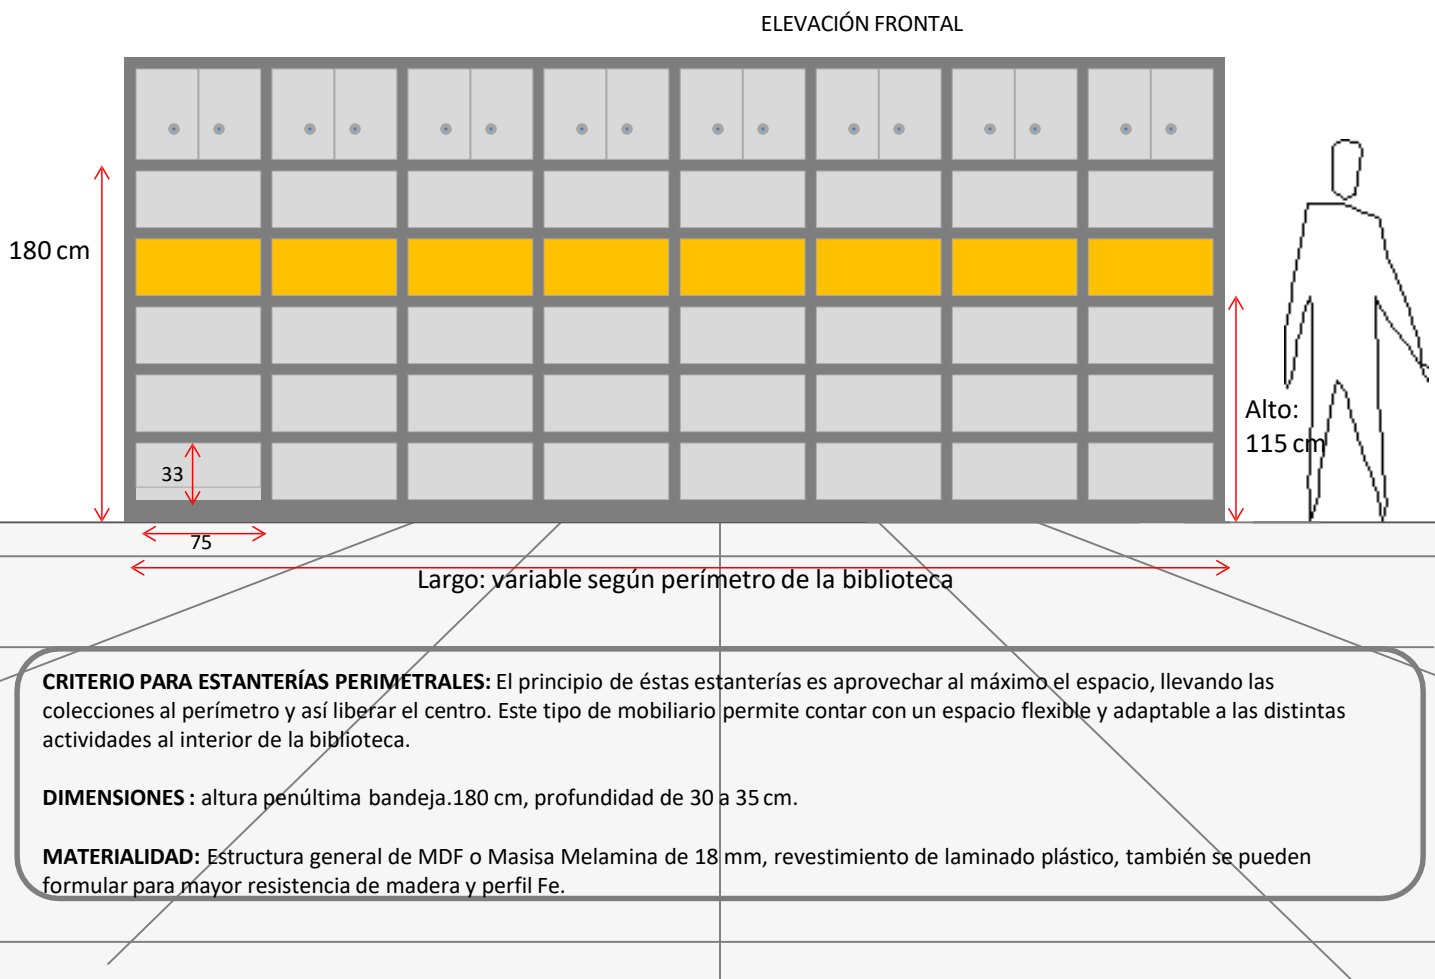 ELEVACIÓN FRONTAL
180 cm
Alto:
115 cm
33
75
Largo: variable según perímetro de la biblioteca
CRITERIO PARA ESTANTERÍAS PERIMETRALES: El principio de éstas estanterías es aprovechar al máximo el espacio, llevando las
colecciones al perímetro y así liberar el centro. Este tipo de mobiliario permite contar con un espacio flexible y adaptable a las distintas
actividades al interior de la biblioteca.
DIMENSIONES : altura penúltima bandeja.180 cm, profundidad de 30 a 35 cm.
MATERIALIDAD: Estructura general de MDF o Masisa Melamina de 18 mm, revestimiento de laminado plástico, también se pueden
formular para mayor resistencia de madera y perfil Fe.